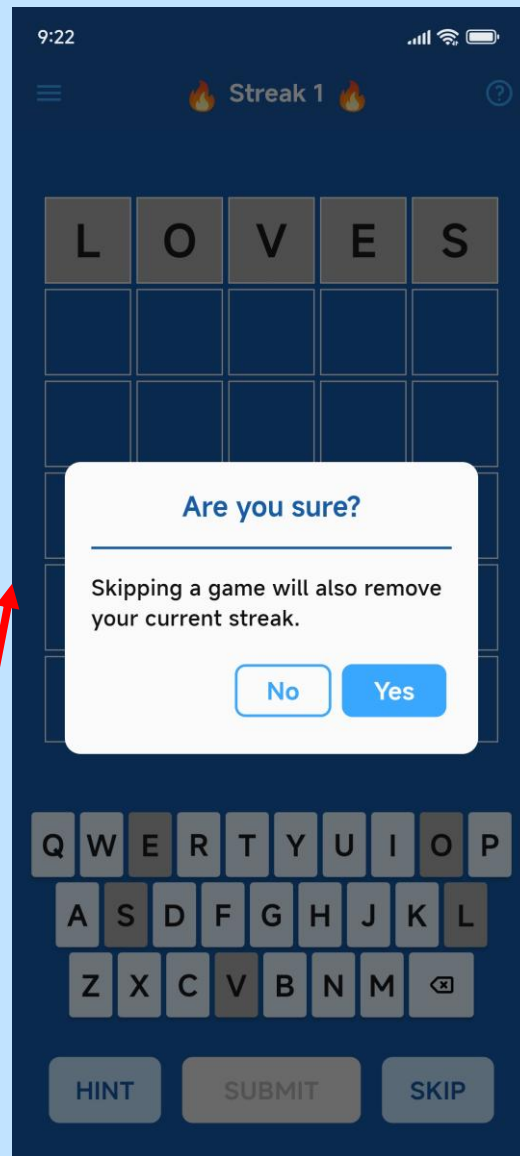 9:22
🔥 Streak 1 🔥
L O V E S
Are you sure?
Skipping a game will also remove
your current streak.
No Yes
Q W E R T Y U I O P
A S D F G H J K L
Z X C V B N M
HINT SUBMIT SKIP